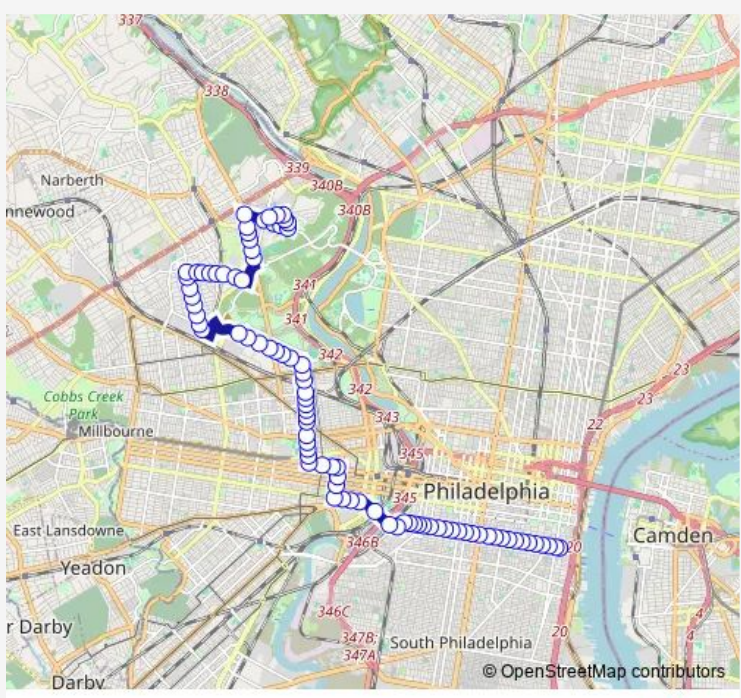 337
338
Narberth
339
340B
nnewood
340B
341
341
342
23
Cobbs Creek
Park
342
23
Millbourne
343
22
345
Philadelphia
345
East Lansdowne
346B
20
Camden
Yeadon
346C
4
r Darby
347B;
347A
South Philadelphia
20
4
© OpenStreetMap contributors
Darby